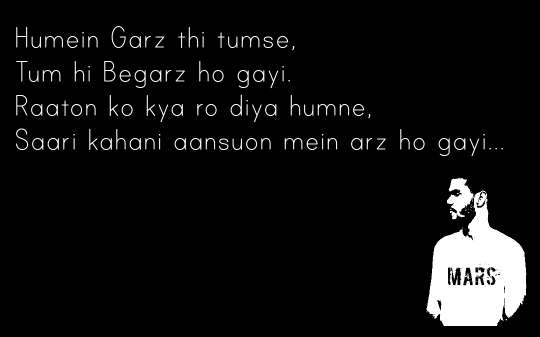 Humein Garz thi tumse,
Tum hi Begarz ho gayi.
Raaton ko kya ro diya humne,
Saari kahani aansuon mein arz ho gayi...
MARS